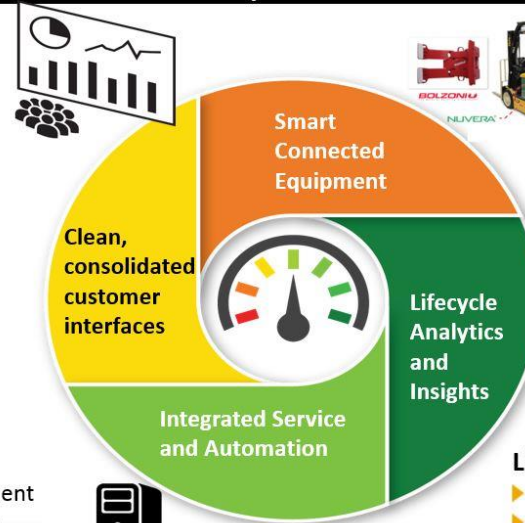 BOLZONI
NUVERA
Smart
Connected
Equipment
Clean,
consolidated
customer
interfaces
Lifecycle
Analytics
and
Insights
Integrated Service
and Automation
ent
L